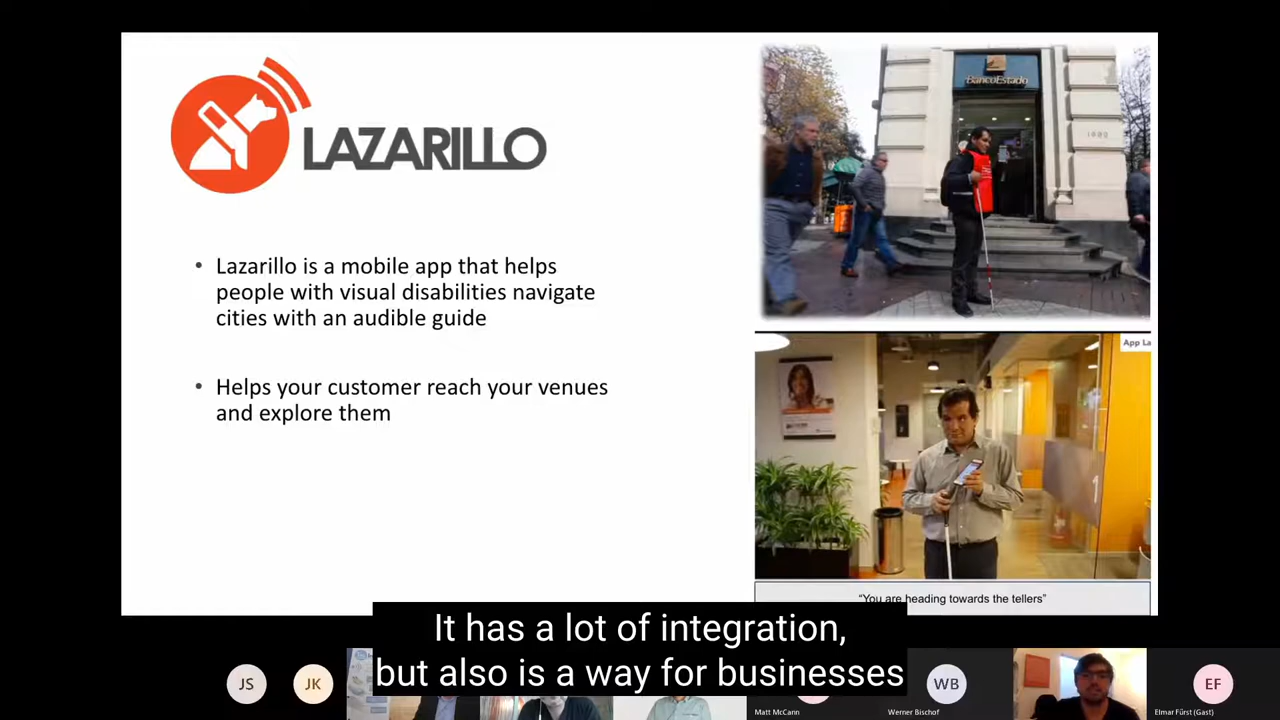 LAZARILLO
• Lazarillo is a mobile app that helps
people with visual disabilities navigate
cities with an audible guide
• Helps your customer reach your venues
and explore them
BancoEstado
App La
"You are heading towards the tellers"
It has a lot of integration,
but also is a way for businesses
JS
JK
WB
EF
Matt McCann
Werner Bischof
Elmar Fürst (Gast)